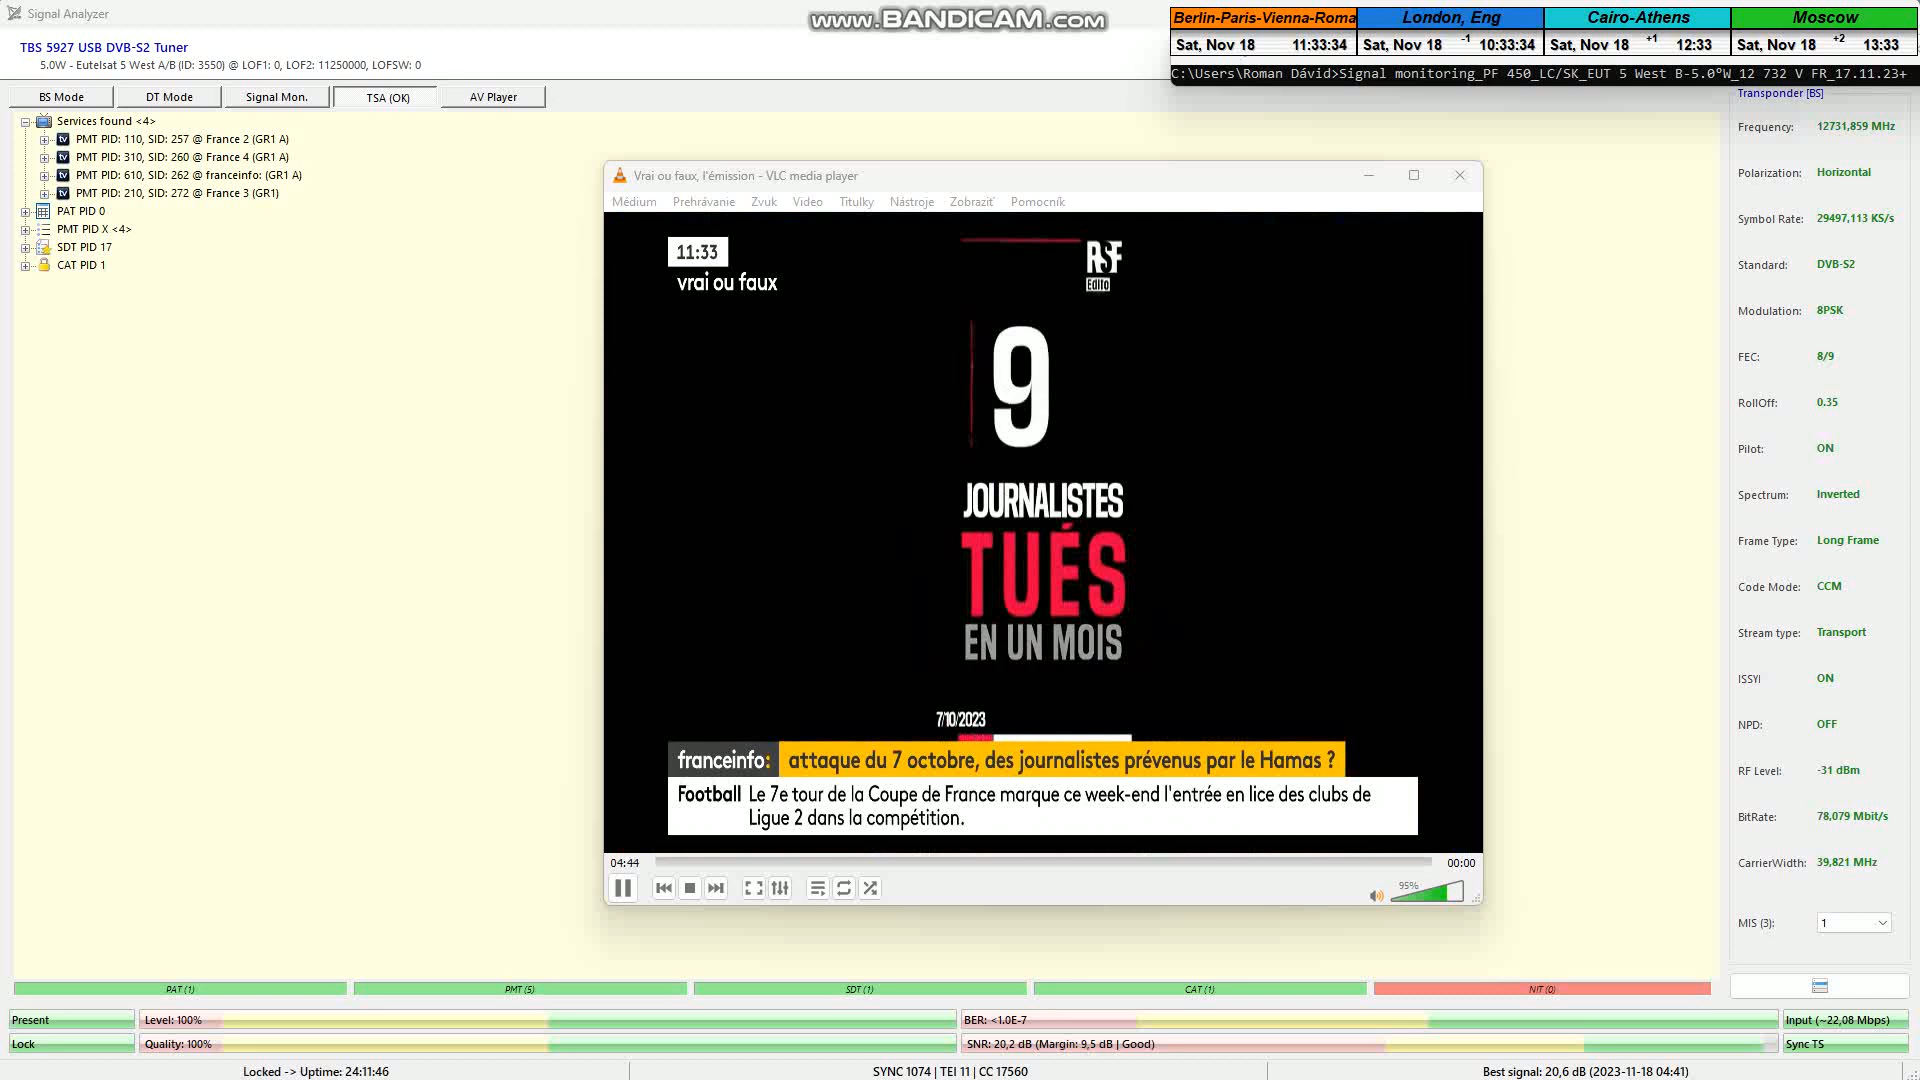 Signal Analyzer
www.BANDICAM.com
Berlin-Paris-Vienna-Roma
London, Eng
Cairo-Athens
Moscow
Sat, Nov 18 11:33:34
Sat, Nov 18 -1 10:33:34
Sat, Nov 18 +1 12:33
Sat, Nov 18 +2 13:33
C:\Users\Roman Dávid>Signal monitoring_PF 450_LC/SK_EUT 5 West B-5.0°W_12 732 V FR_17.11.23+
TBS 5927 USB DVB-S2 Tuner
5.0W - Eutelsat 5 West A/B (ID: 3550) @ LOF1: 0, LOF2: 11250000, LOFSW: 0
BS Mode
DT Mode
Signal Mon.
TSA (OK)
AV Player
Services found <4>
PMT PID: 110, SID: 257 @ France 2 (GR1 A)
PMT PID: 310, SID: 260 @ France 4 (GR1 A)
PMT PID: 610, SID: 262 @ franceinfo: (GR1 A)
PMT PID: 210, SID: 272 @ France 3 (GR1)
PAT PID 0
PMT PID X <4>
SDT PID 17
CAT PID 1
Vrai ou faux, l'émission - VLC media player
Médium
Prehrávanie
Zvuk
Video
Titulky
Nástroje
Zobraziť
Pomocník
11:33
vrai ou faux
RSF
Edito
9
JOURNALISTES
TUÉS
EN UN MOIS
7/10/2023
franceinfo: attaque du 7 octobre, des journalistes prévenus par le Hamas ?
Football Le 7e tour de la Coupe de France marque ce week-end l'entrée en lice des clubs de
Ligue 2 dans la compétition.
04:44
00:00
95%
Transponder [BS]
Frequency: 12731,859 MHz
Polarization: Horizontal
Symbol Rate: 29497,113 KS/s
Standard: DVB-S2
Modulation: 8PSK
FEC: 8/9
RollOff: 0.35
Pilot: ON
Spectrum: Inverted
Frame Type: Long Frame
Code Mode: CCM
Stream type: Transport
ISSYI ON
NPD: OFF
RF Level: -31 dBm
BitRate: 78,079 Mbit/s
CarrierWidth: 39,821 MHz
MIS (3): 1
PAT (1)
PMT (5)
SDT (1)
CAT (1)
NIT (0)
Present
Level: 100%
BER: <1.0E-7
Input (~22,08 Mbps)
Lock
Quality: 100%
SNR: 20,2 dB (Margin: 9,5 dB | Good)
Sync TS
Locked -> Uptime: 24:11:46
SYNC 1074 | TEI 11 | CC 17560
Best signal: 20,6 dB (2023-11-18 04:41)